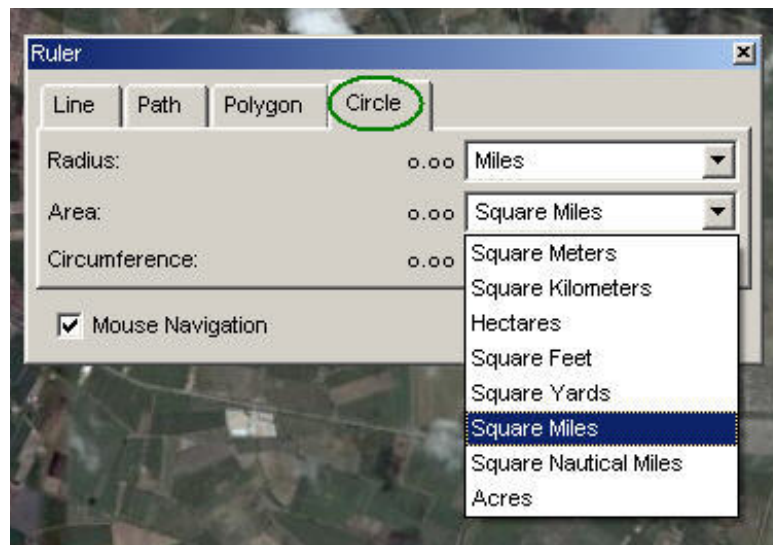 Ruler
Line Path Polygon Circle
Radius: 0.00 Miles
Area: 0.00 Square Miles
Circumference: 0.00
Square Meters
Square Kilometers
Hectares
Square Feet
Square Yards
Square Miles
Square Nautical Miles
Acres
Mouse Navigation